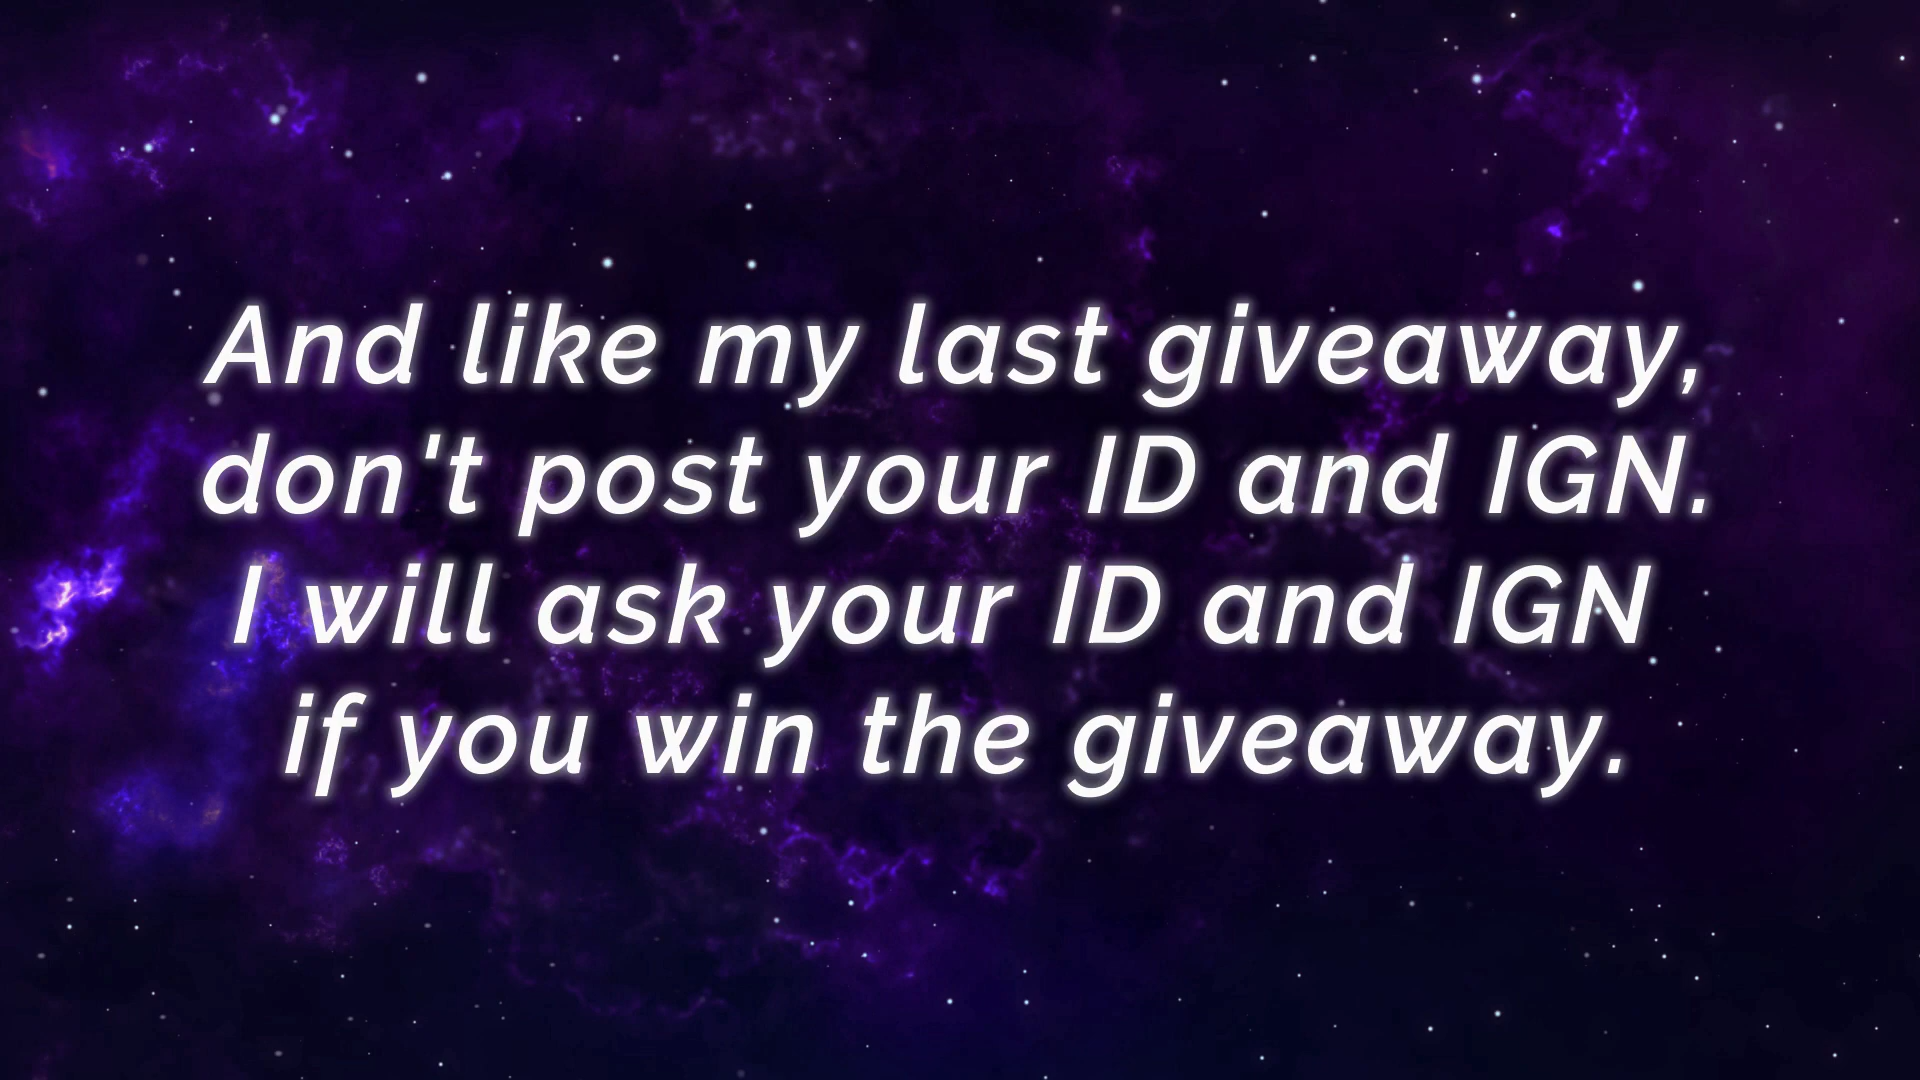 And like my last giveaway,
don't post your ID and IGN.
I will ask your ID and IGN
if you win the giveaway.